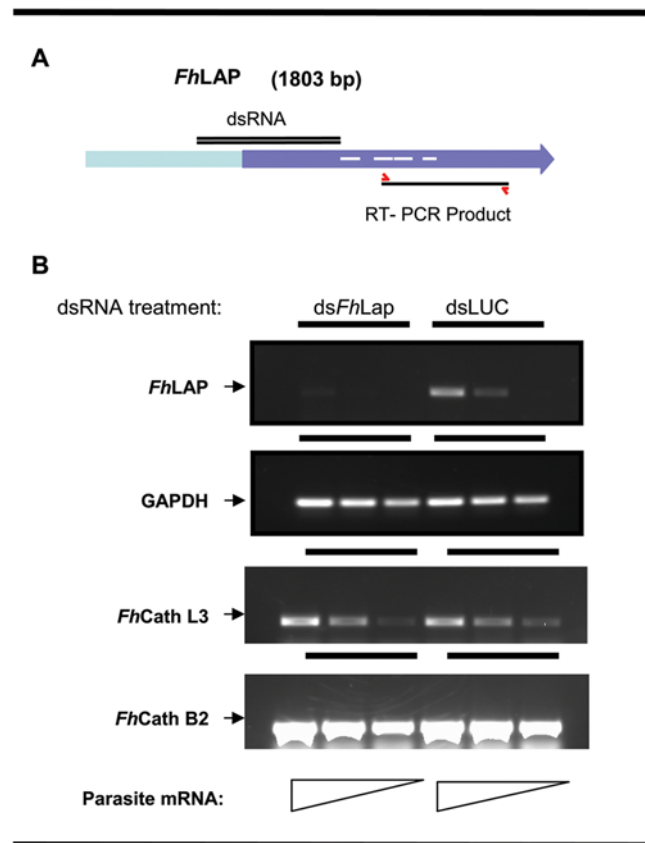 A
FhLAP (1803 bp)
dsRNA
RT- PCR Product
B
dsRNA treatment: dsFhLap dsLUC
FhLAP
GAPDH
FhCath L3
FhCath B2
Parasite mRNA: